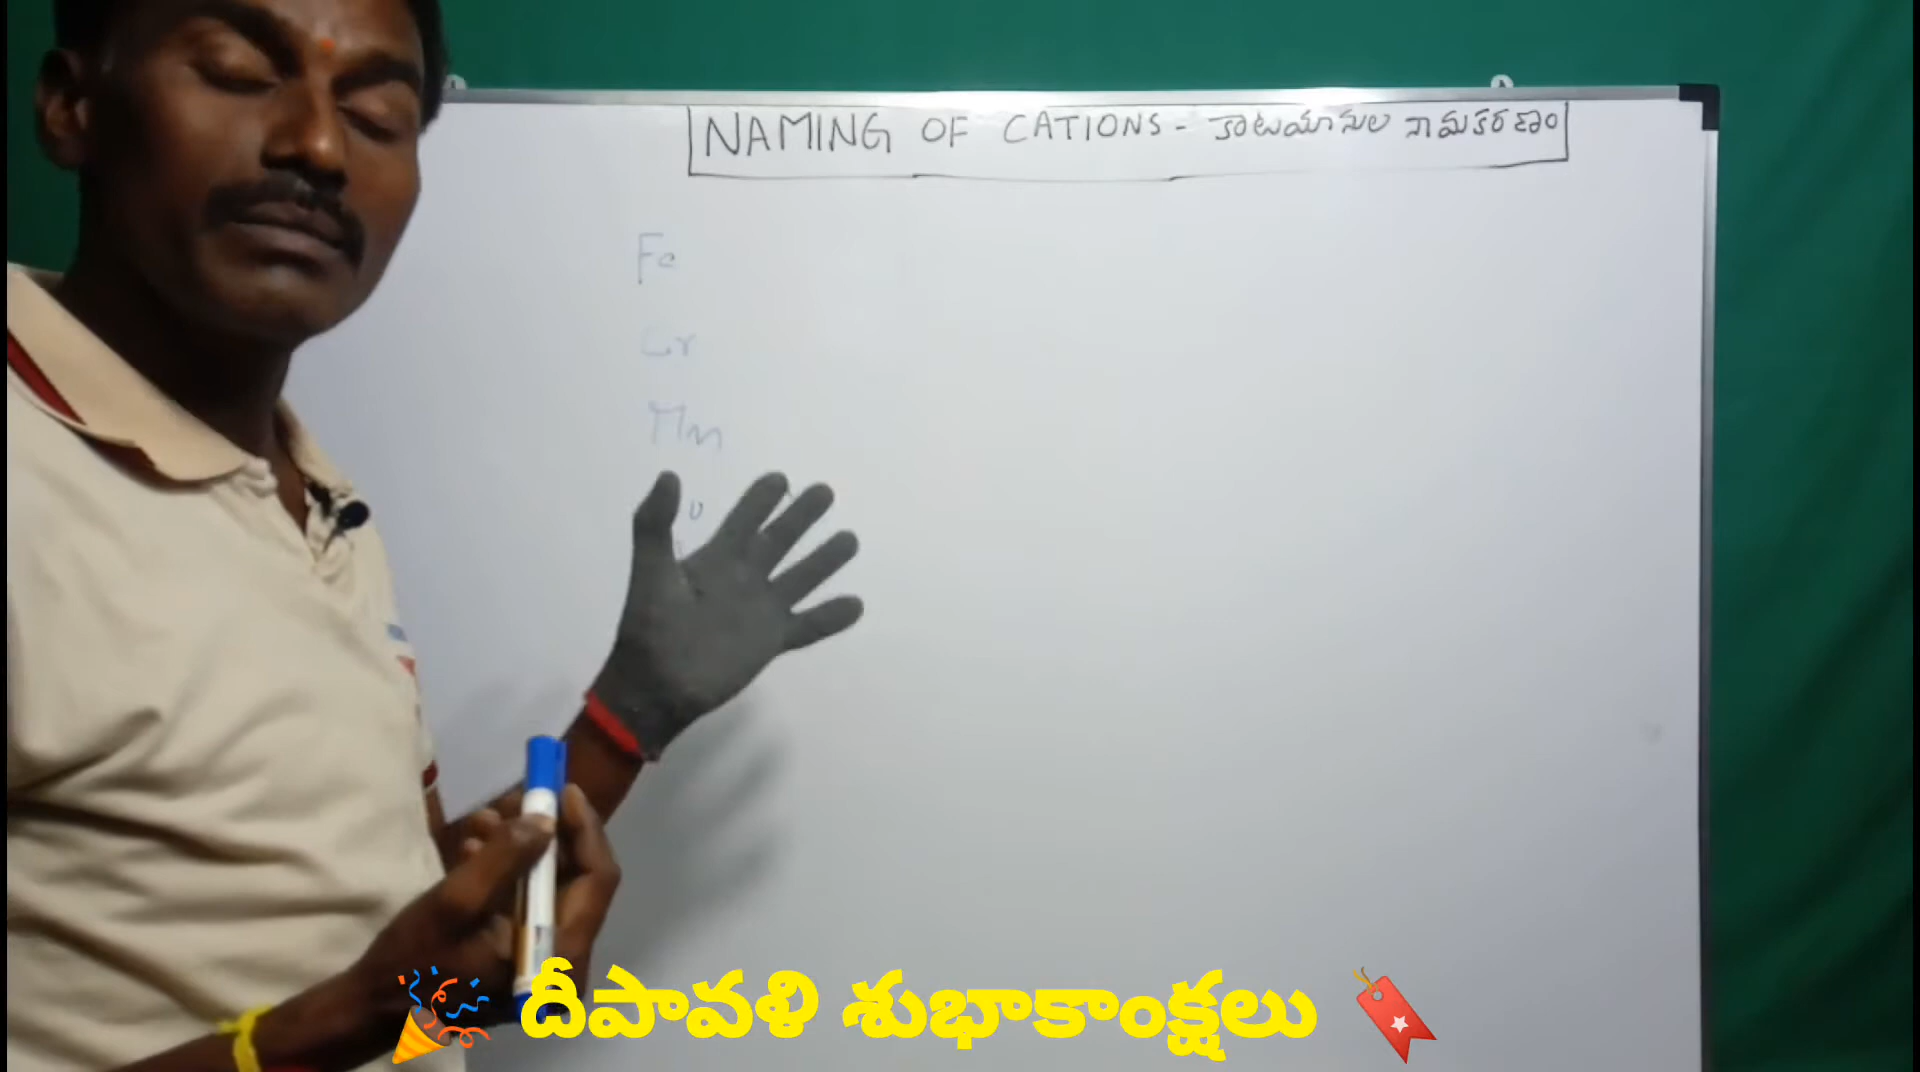 NAMING OF CATIONS - కాటయానుల నామకరణం
Fe
Cr
Mn
దీపావళి శుభాకాంక్షలు